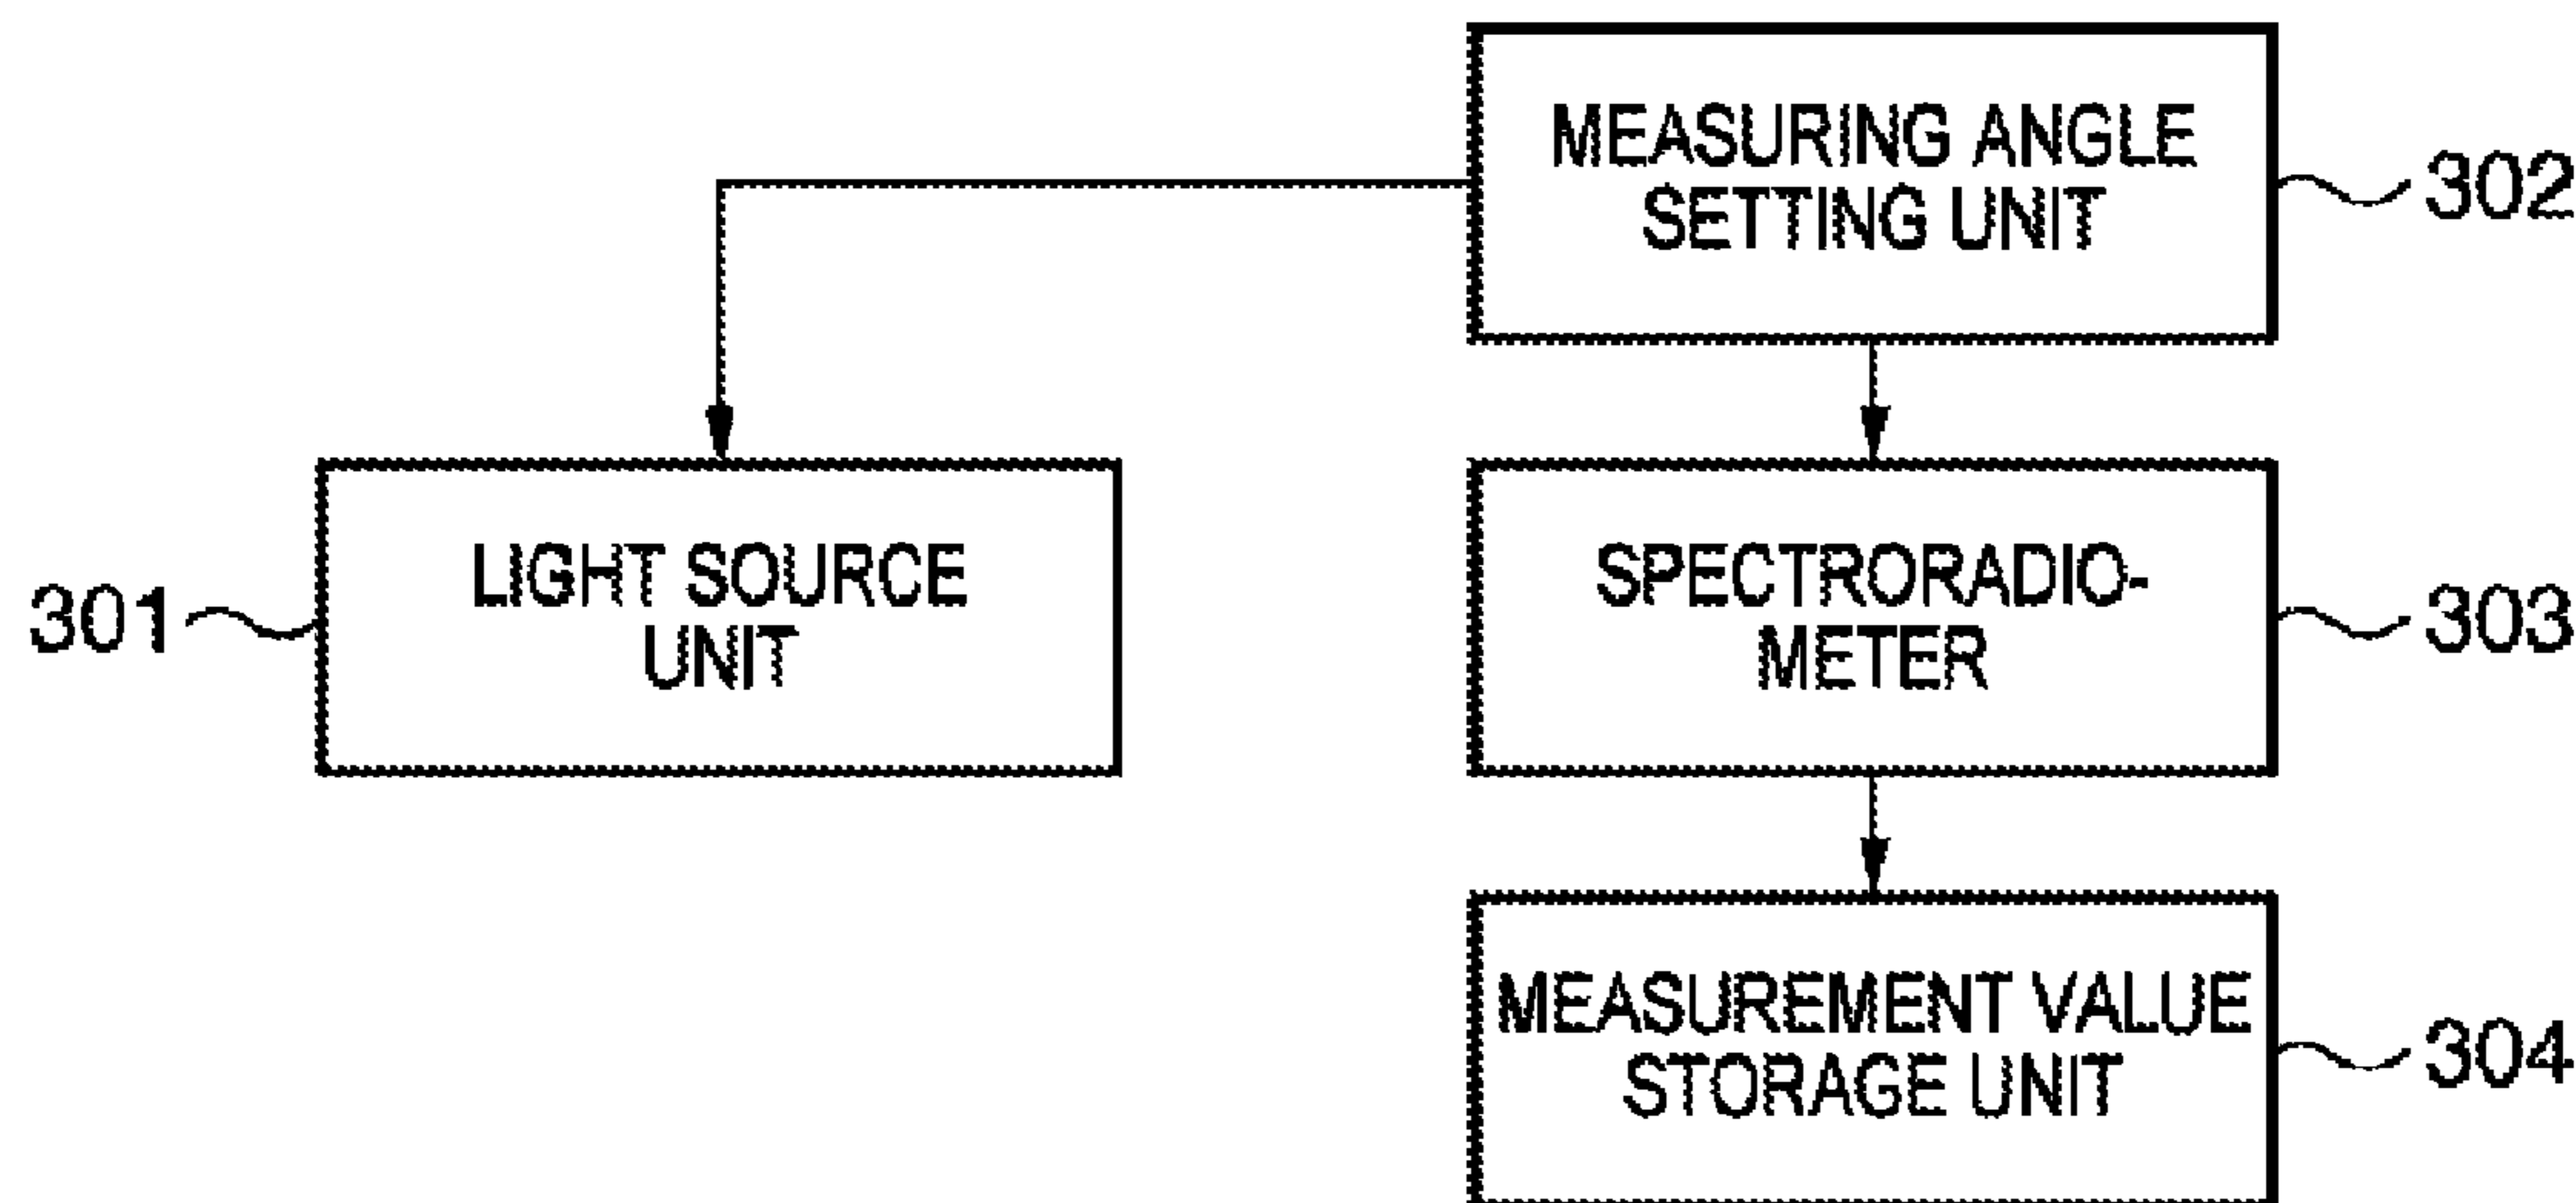 MEASURING ANGLE
SETTING UNIT
302
301
LIGHT SOURCE
UNIT
SPECTRORADIO-
METER
303
MEASUREMENT VALUE
STORAGE UNIT
304